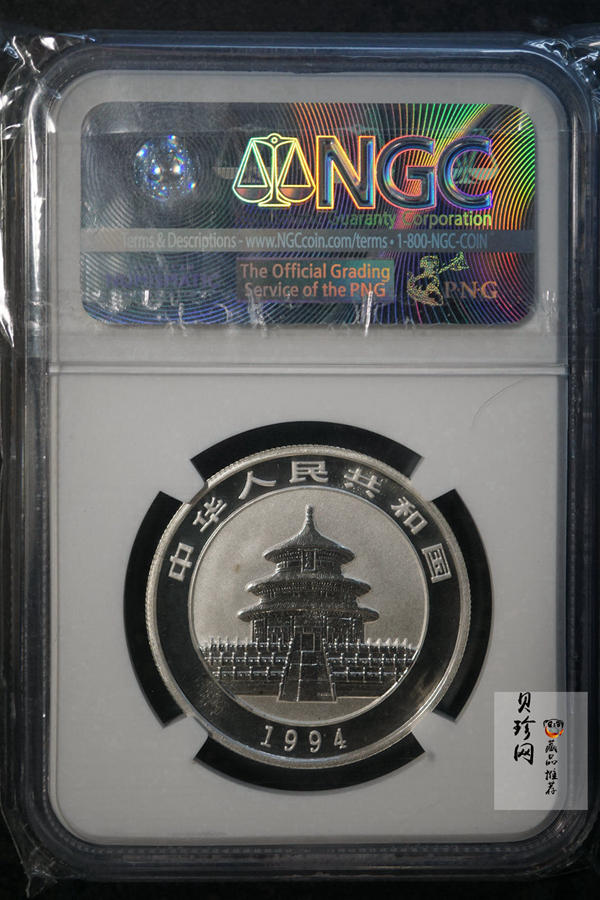 NGC
Guaranty Corporation
Terms & Descriptions - www.NGCcoin.com/terms • 1-800-NGC-COIN
The Official Grading
Service of the PNG
PNG
中华人民共和国
1994
贝珍网
藏品推荐